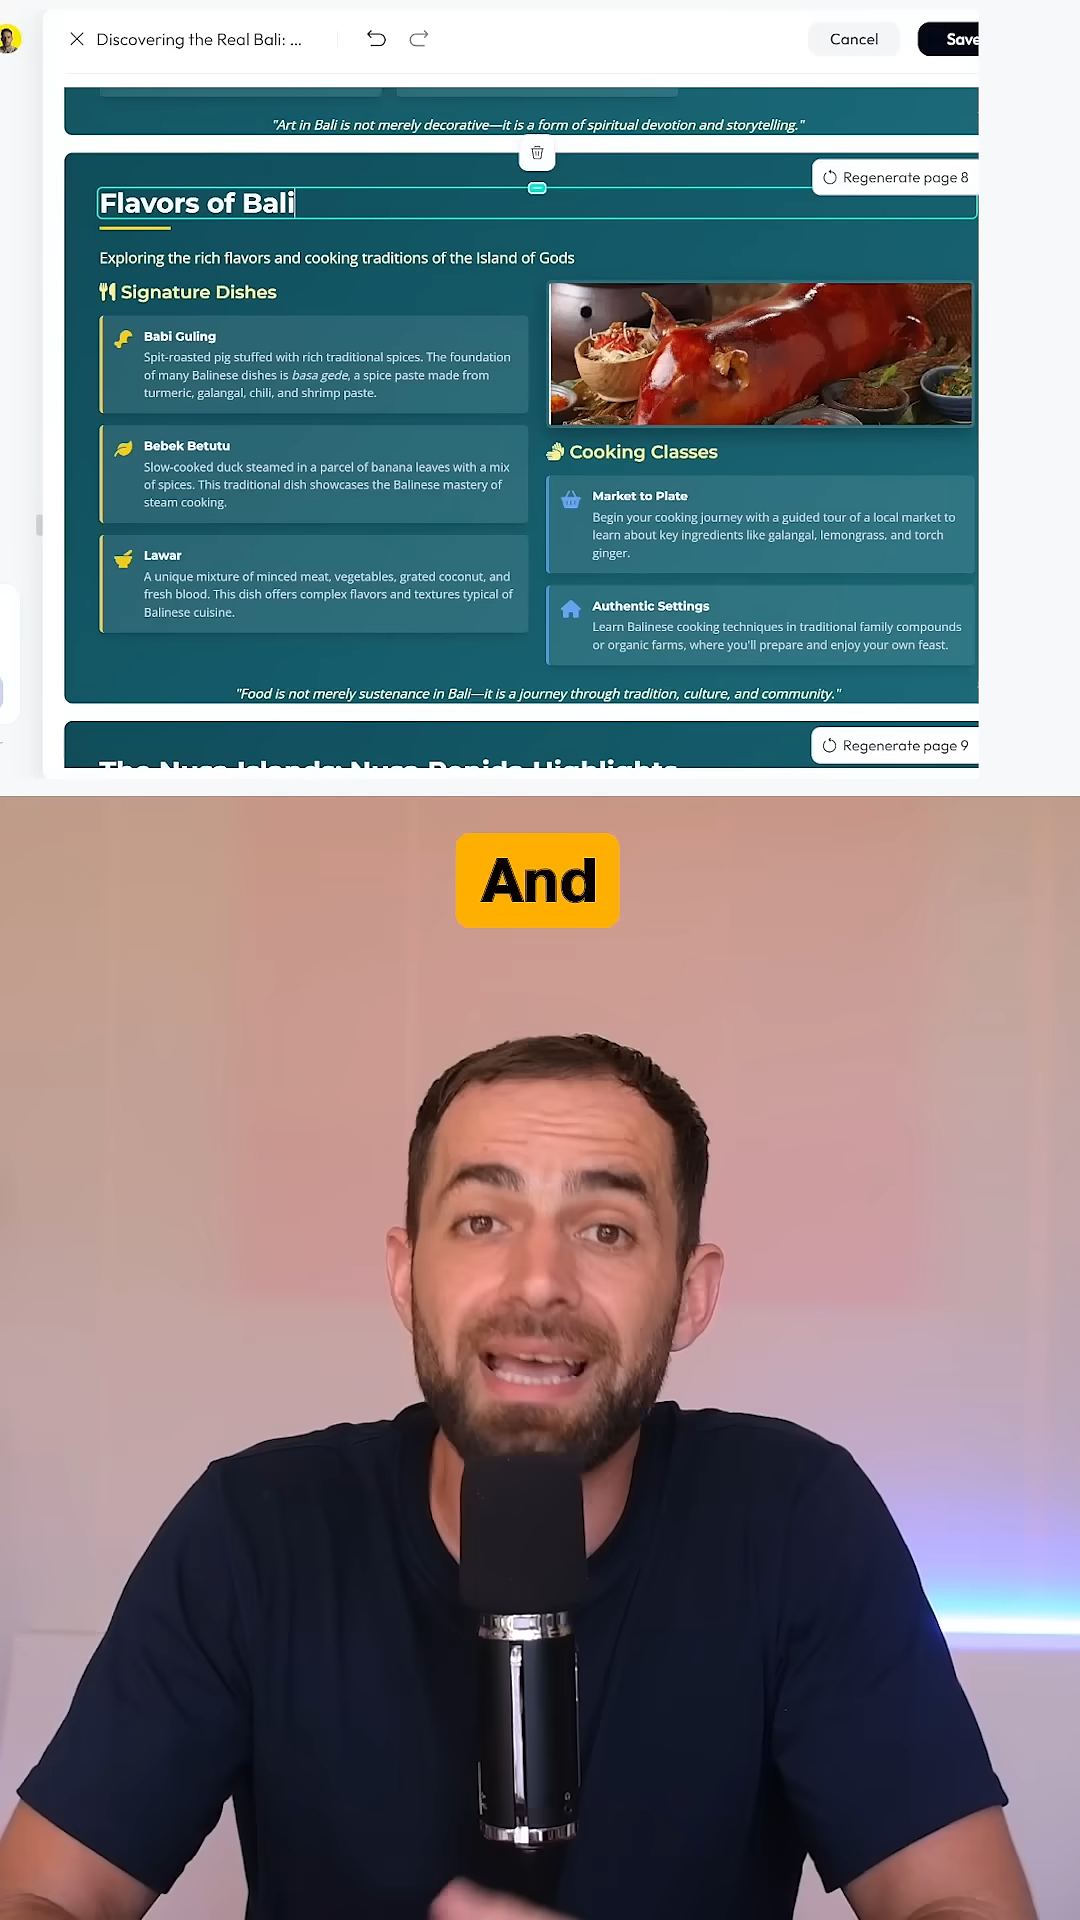 Discovering the Real Bali: ...
Cancel
Save
"Art in Bali is not merely decorative—it is a form of spiritual devotion and storytelling."
Regenerate page 8
Flavors of Bali
Exploring the rich flavors and cooking traditions of the Island of Gods
Signature Dishes
Babi Guling
Spit-roasted pig stuffed with rich traditional spices. The foundation
of many Balinese dishes is basa gede, a spice paste made from
turmeric, galangal, chili, and shrimp paste.
Bebek Betutu
Slow-cooked duck steamed in a parcel of banana leaves with a mix
of spices. This traditional dish showcases the Balinese mastery of
steam cooking.
Lawar
A unique mixture of minced meat, vegetables, grated coconut, and
fresh blood. This dish offers complex flavors and textures typical of
Balinese cuisine.
Cooking Classes
Market to Plate
Begin your cooking journey with a guided tour of a local market to
learn about key ingredients like galangal, lemongrass, and torch
ginger.
Authentic Settings
Learn Balinese cooking techniques in traditional family compounds
or organic farms, where you'll prepare and enjoy your own feast.
"Food is not merely sustenance in Bali—it is a journey through tradition, culture, and community."
Regenerate page 9
The Nusa Islands: Nusa Penida Highlights
And